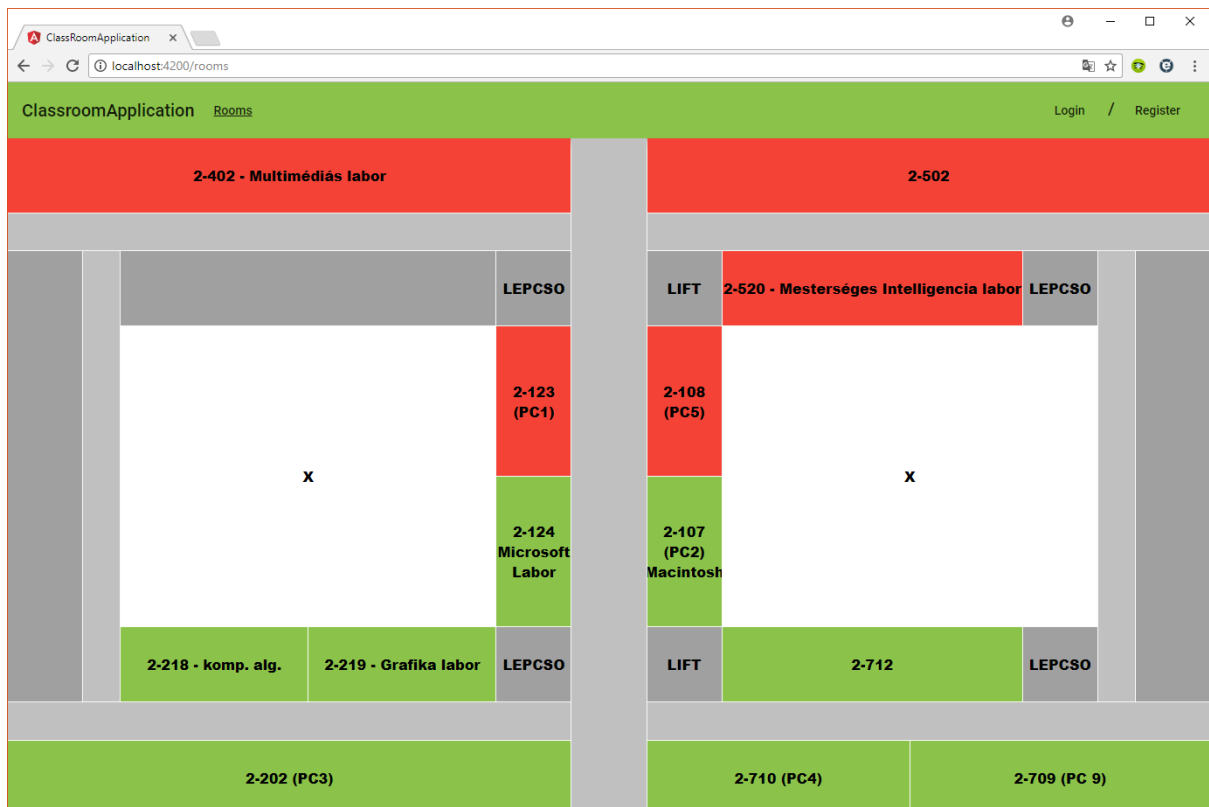 ClassRoomApplication
localhost:4200/rooms
ClassroomApplication Rooms Login / Register
2-402 - Multimédiás labor
2-502
LEPCSO
LIFT
2-520 - Mesterséges Intelligencia labor
LEPCSO
2-123
(PC1)
2-108
(PC5)
X
X
2-124
Microsoft
Labor
2-107
(PC2)
Macintosh
2-218 - komp. alg.
2-219 - Grafika labor
LEPCSO
LIFT
2-712
LEPCSO
2-202 (PC3)
2-710 (PC4)
2-709 (PC 9)